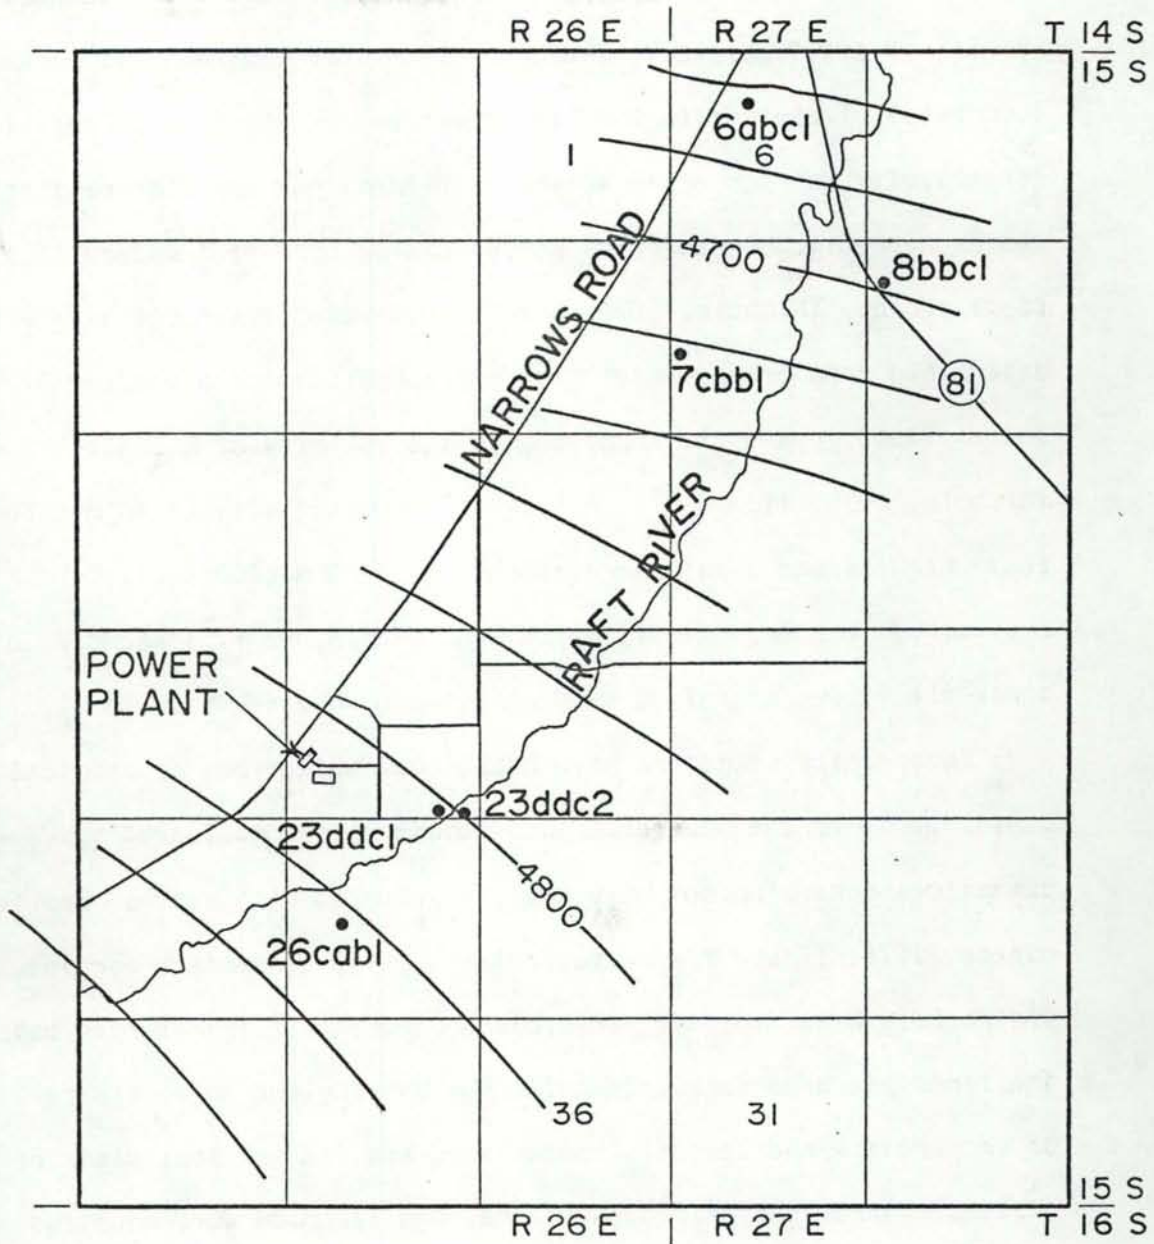 R 26 E R 27 E T 14 S
15 S
6abc1
1 6
NARROWS ROAD
4700
8bbc1
7cbb1
81
RAFT RIVER
POWER
PLANT
23ddc2
23ddc1
4800
26cab1
36 31
15 S
R 26 E R 27 E T 16 S